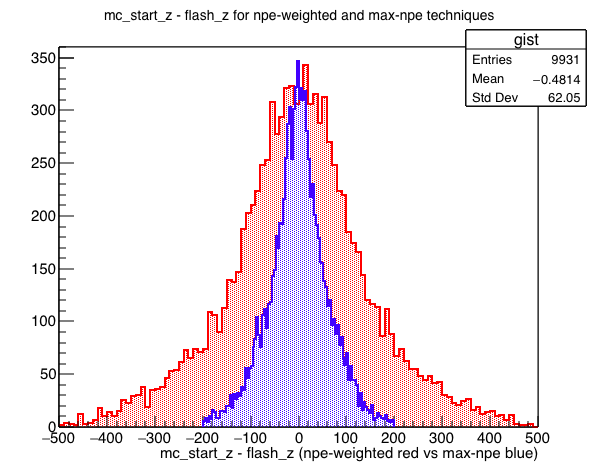 mc_start_z - flash_z for npe-weighted and max-npe techniques
gist
Entries 9931
Mean −0.4814
Std Dev 62.05
350
300
250
200
150
100
50
0
−500 −400 −300 −200 −100 0 100 200 300 400 500
mc_start_z - flash_z (npe-weighted red vs max-npe blue)